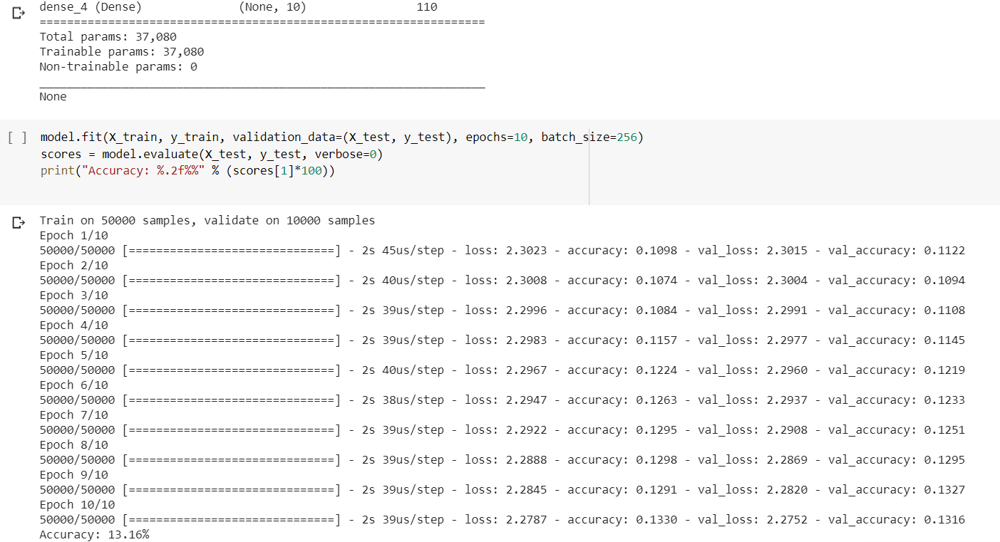 dense_4 (Dense)              (None, 10)                110
=================================================================
Total params: 37,080
Trainable params: 37,080
Non-trainable params: 0
_________________________________________________________________
None
[ ] model.fit(X_train, y_train, validation_data=(X_test, y_test), epochs=10, batch_size=256)
scores = model.evaluate(X_test, y_test, verbose=0)
print("Accuracy: %.2f%%" % (scores[1]*100))
Train on 50000 samples, validate on 10000 samples
Epoch 1/10
50000/50000 [==============================] - 2s 45us/step - loss: 2.3023 - accuracy: 0.1098 - val_loss: 2.3015 - val_accuracy: 0.1122
Epoch 2/10
50000/50000 [==============================] - 2s 40us/step - loss: 2.3008 - accuracy: 0.1074 - val_loss: 2.3004 - val_accuracy: 0.1094
Epoch 3/10
50000/50000 [==============================] - 2s 39us/step - loss: 2.2996 - accuracy: 0.1084 - val_loss: 2.2991 - val_accuracy: 0.1108
Epoch 4/10
50000/50000 [==============================] - 2s 39us/step - loss: 2.2983 - accuracy: 0.1157 - val_loss: 2.2977 - val_accuracy: 0.1145
Epoch 5/10
50000/50000 [==============================] - 2s 40us/step - loss: 2.2967 - accuracy: 0.1224 - val_loss: 2.2960 - val_accuracy: 0.1219
Epoch 6/10
50000/50000 [==============================] - 2s 38us/step - loss: 2.2947 - accuracy: 0.1263 - val_loss: 2.2937 - val_accuracy: 0.1233
Epoch 7/10
50000/50000 [==============================] - 2s 39us/step - loss: 2.2922 - accuracy: 0.1295 - val_loss: 2.2908 - val_accuracy: 0.1251
Epoch 8/10
50000/50000 [==============================] - 2s 39us/step - loss: 2.2888 - accuracy: 0.1298 - val_loss: 2.2869 - val_accuracy: 0.1295
Epoch 9/10
50000/50000 [==============================] - 2s 39us/step - loss: 2.2845 - accuracy: 0.1291 - val_loss: 2.2820 - val_accuracy: 0.1327
Epoch 10/10
50000/50000 [==============================] - 2s 39us/step - loss: 2.2787 - accuracy: 0.1330 - val_loss: 2.2752 - val_accuracy: 0.1316
Accuracy: 13.16%